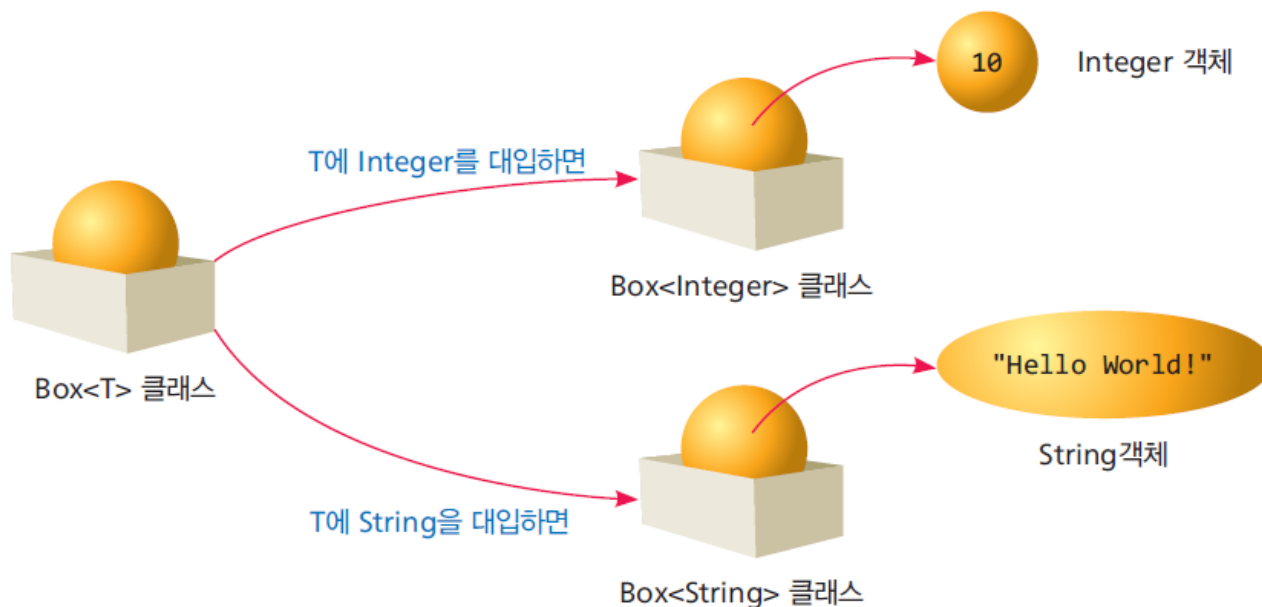 10
Integer 객체
T에 Integer를 대입하면
Box<Integer> 클래스
Box<T> 클래스
"Hello World!"
String객체
T에 String을 대입하면
Box<String> 클래스